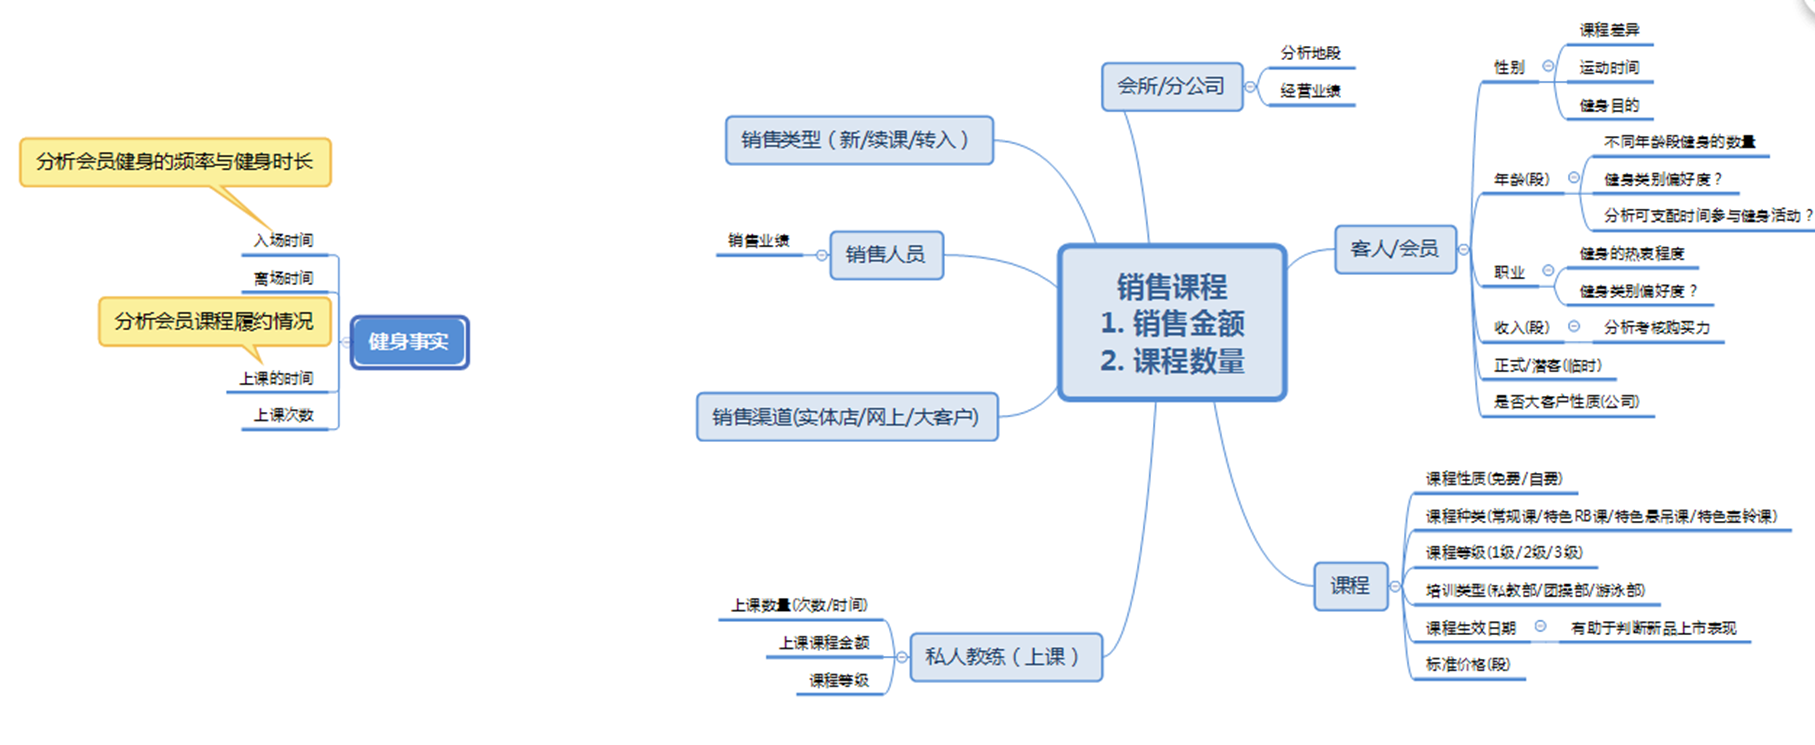 分析会员健身的频率与健身时长
入场时间
离场时间
分析会员课程履约情况
健身事实
上课的时间
上课次数
销售课程
1. 销售金额
2. 课程数量
会所/分公司
分析地段
经营业绩
销售类型（新/续课/转入）
销售业绩
销售人员
销售渠道(实体店/网上/大客户)
私人教练（上课）
上课数量(次数/时间)
上课课程金额
课程等级
客人/会员
性别
课程差异
运动时间
健身目的
年龄(段)
不同年龄段健身的数量
健身类别偏好度？
分析可支配时间参与健身活动？
职业
健身的热衷程度
健身类别偏好度？
收入(段)
分析考核购买力
正式/潜客(临时)
是否大客户性质(公司)
课程
课程性质(免费/自费)
课程种类(常规课/特色RB课/特色悬吊课/特色壶铃课)
课程等级(1级/2级/3级)
培训类型(私教部/团操部/游泳部)
课程生效日期
有助于判断新品上市表现
标准价格(段)